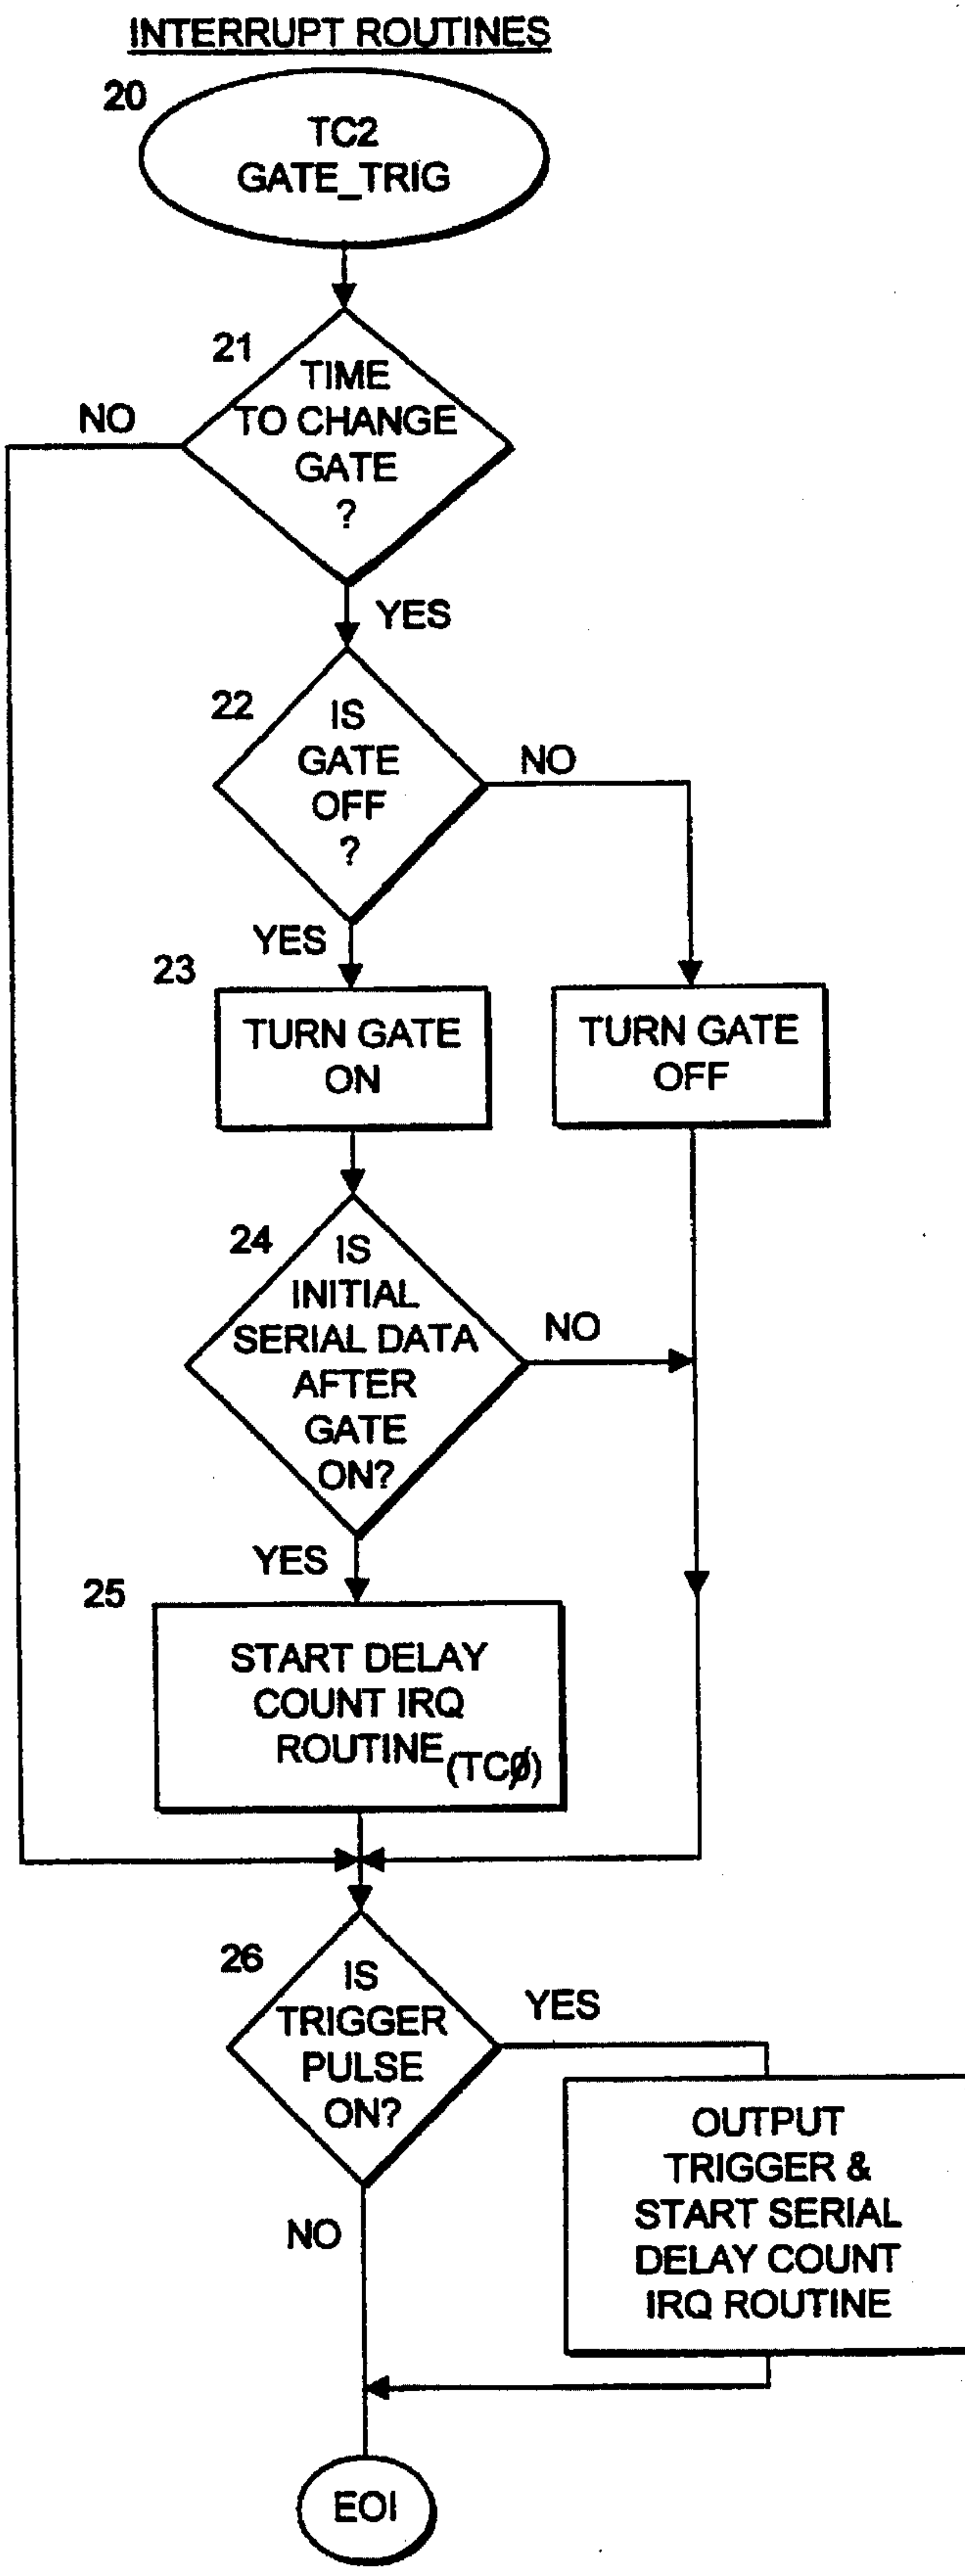 INTERRUPT ROUTINES
20
TC2
GATE_TRIG
21
TIME
TO CHANGE
GATE
?
NO
YES
22
IS
GATE
OFF
?
NO
YES
23
TURN GATE
ON
TURN GATE
OFF
24
IS
INITIAL
SERIAL DATA
AFTER
GATE
ON?
NO
YES
25
START DELAY
COUNT IRQ
ROUTINE
(TCØ)
26
IS
TRIGGER
PULSE
ON?
YES
NO
OUTPUT
TRIGGER &
START SERIAL
DELAY COUNT
IRQ ROUTINE
EOI